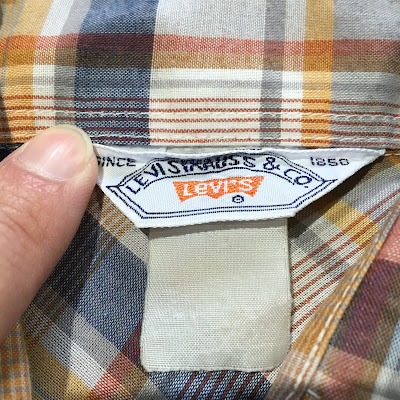 SINCE 1850
LEVI STRAUSS & CO.
Levi's
®